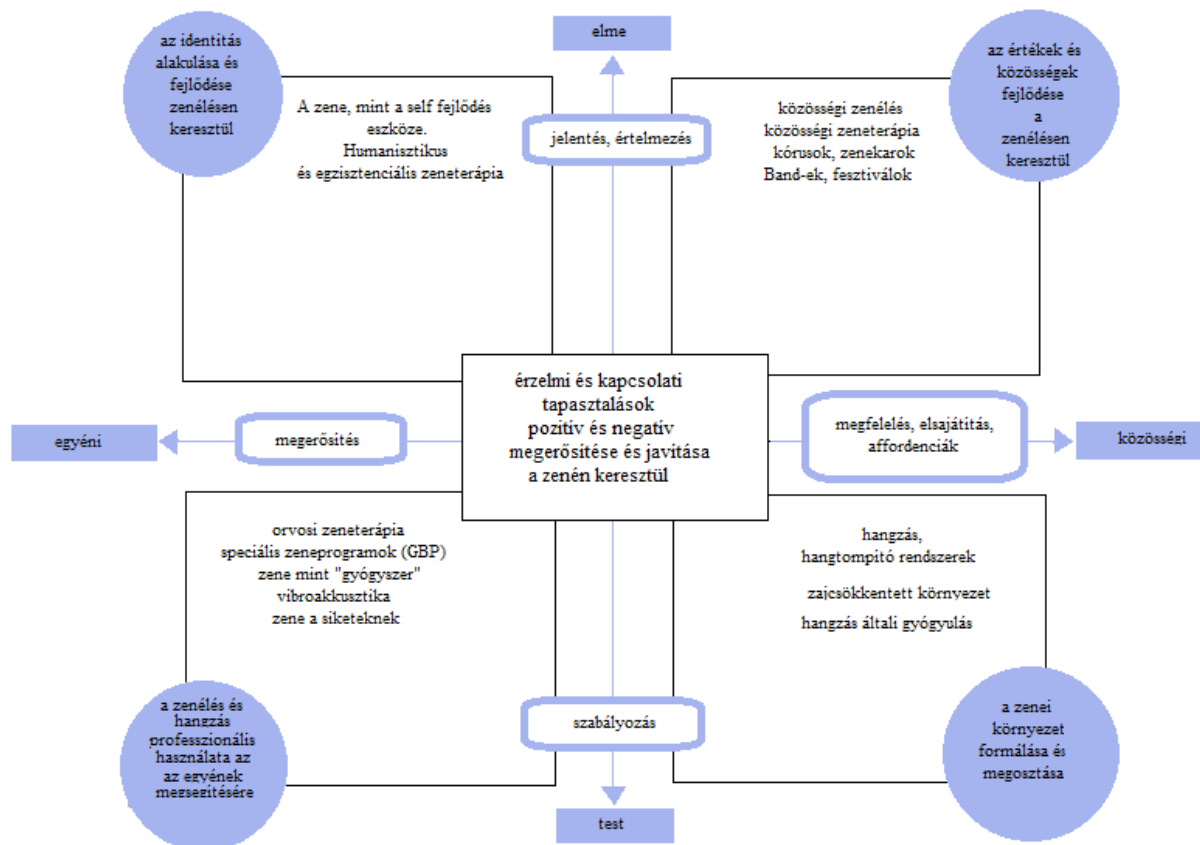 elme
az identitás
alakulása és
fejlődése
zenélésen
keresztül
A zene, mint a self fejlődés
eszköze.
Humanisztikus
és egzisztenciális zeneterápia
jelentés, értelmezés
közösségi zenélés
közösségi zeneterápia
kórusok, zenekarok
Band-ek, fesztiválok
az értékek és
közösségek
fejlődése
a
zenélésen
keresztül
egyéni
megerősítés
érzelmi és kapcsolati
tapasztalások
pozitív és negatív
megerősítése és javítása
a zenén keresztül
megfelelés, elsajátítás,
affordenciák
közösségi
orvosi zeneterápia
speciális zeneprogramok (GBP)
zene mint "gyógyszer"
vibroakkusztika
zene a siketeknek
hangzás,
hangtompító rendszerek
zajcsökkentett környezet
hangzás általi gyógyulás
a zenélés és
hangzás
professzionális
használata az
az egyének
megsegítésére
szabályozás
a zenei
környezet
formálása és
megosztása
test